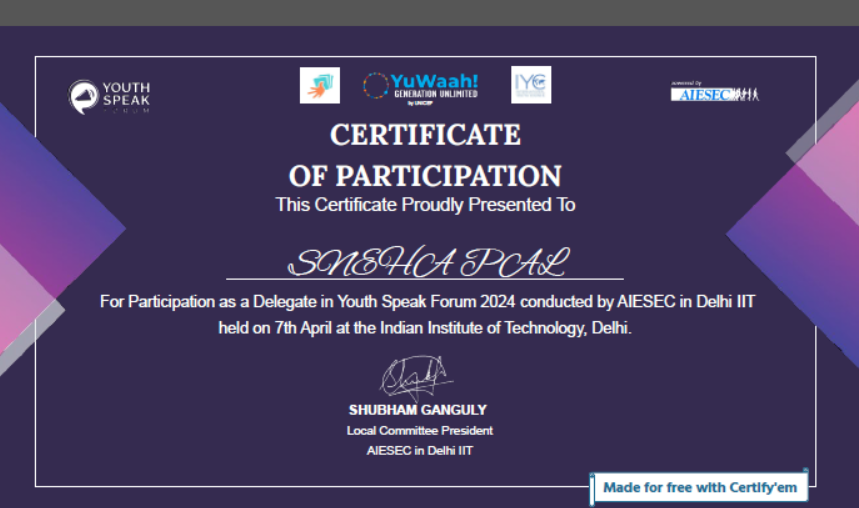 YOUTH
SPEAK
FORUM
YuWaah!
GENERATION UNLIMITED
by UNICEF
IYC
powered by
AIESEC
CERTIFICATE
OF PARTICIPATION
This Certificate Proudly Presented To
SNEHA PAL
For Participation as a Delegate in Youth Speak Forum 2024 conducted by AIESEC in Delhi IIT
held on 7th April at the Indian Institute of Technology, Delhi.
SHUBHAM GANGULY
Local Committee President
AIESEC in Delhi IIT
Made for free with Certify'em